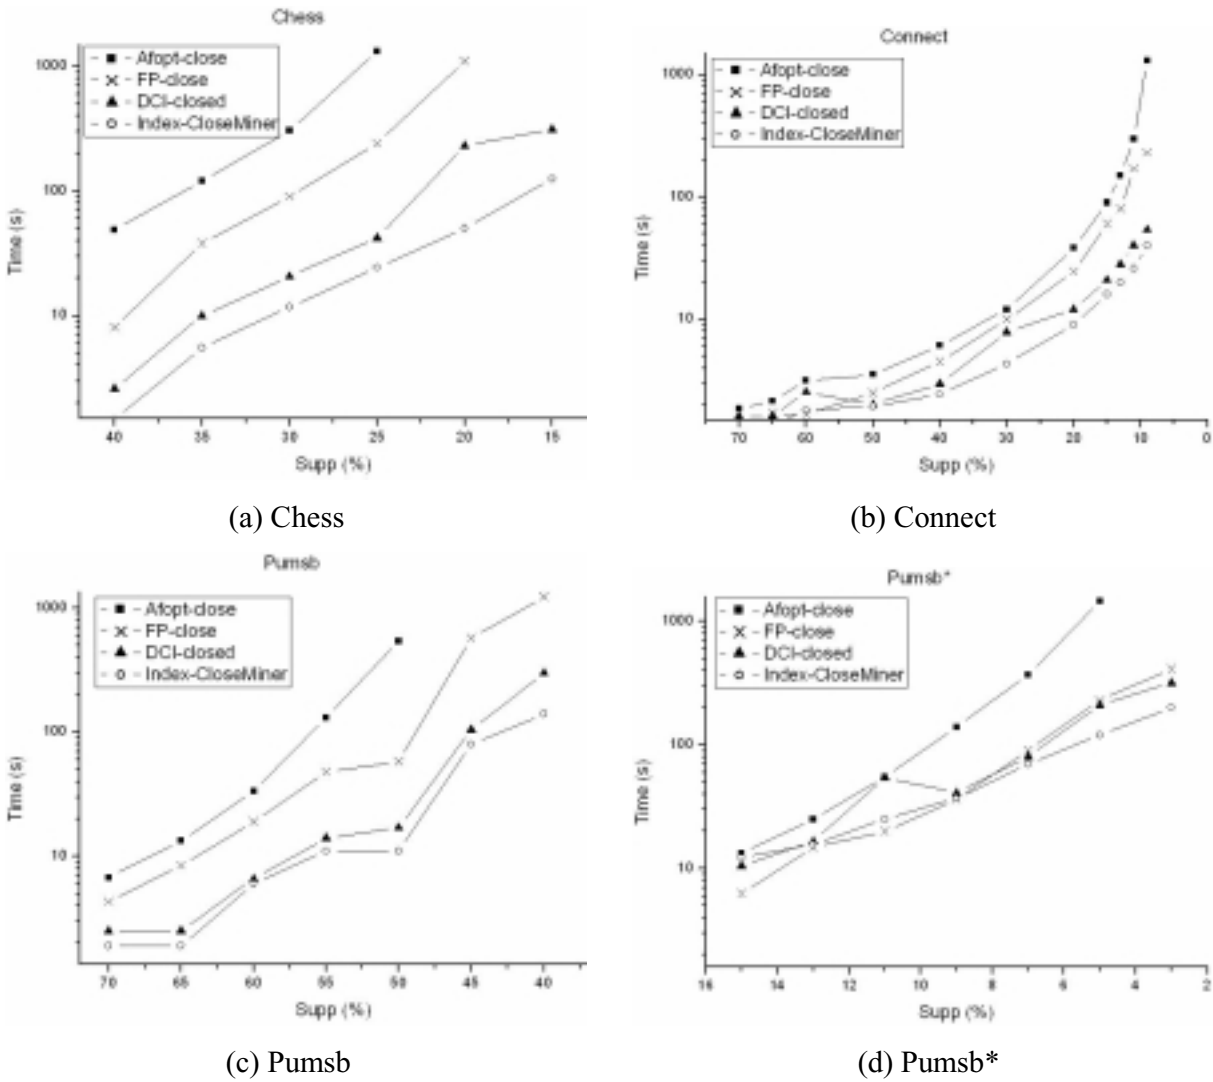 Chess
Afopt-close
FP-close
DCI-closed
Index-CloseMiner
1000
100
10
Time (s)
40 35 30 25 20 15
Supp (%)
(a) Chess
Connect
Afopt-close
FP-close
DCI-closed
Index-CloseMiner
1000
100
10
Time (s)
70 60 50 40 30 20 10 0
Supp (%)
(b) Connect
Pumsb
Afopt-close
FP-close
DCI-closed
Index-CloseMiner
1000
100
10
Time (s)
70 65 60 55 50 45 40
Supp (%)
(c) Pumsb
Pumsb*
Afopt-close
FP-close
DCI-closed
Index-CloseMiner
1000
100
10
Time (s)
16 14 12 10 8 6 4 2
Supp (%)
(d) Pumsb*